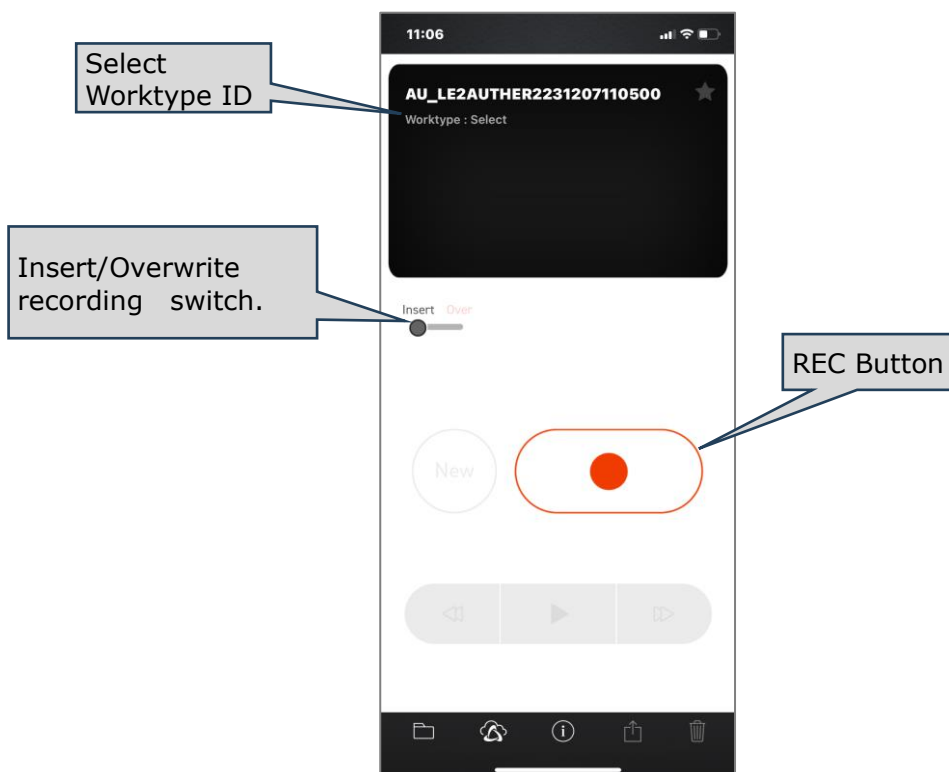 11:06
Select
Worktype ID
AU_LE2AUTHER2231207110500
Worktype : Select
Insert/Overwrite
recording switch.
Insert Over
REC Button
New